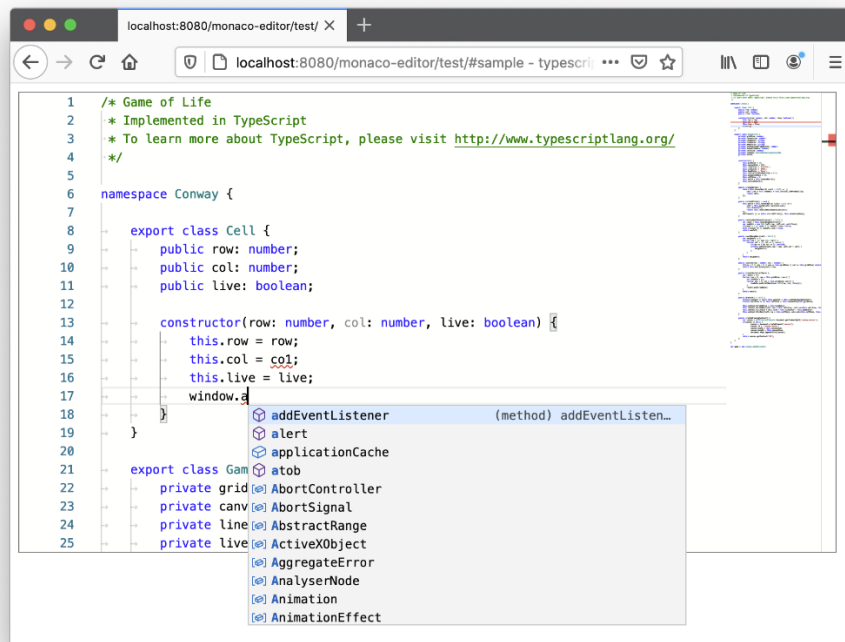 localhost:8080/monaco-editor/test/
localhost:8080/monaco-editor/test/#sample - typescri
1 /* Game of Life
2 * Implemented in TypeScript
3 * To learn more about TypeScript, please visit http://www.typescriptlang.org/
4 */
5
6 namespace Conway {
7
8 export class Cell {
9 public row: number;
10 public col: number;
11 public live: boolean;
12
13 constructor(row: number, col: number, live: boolean) {
14 this.row = row;
15 this.col = co1;
16 this.live = live;
17 window.a
18 }
19 }
20
21 export class Gam
22 private grid
23 private canv
24 private line
25 private live
addEventListener (method) addEventListen…
alert
applicationCache
atob
AbortController
AbortSignal
AbstractRange
ActiveXObject
AggregateError
AnalyserNode
Animation
AnimationEffect